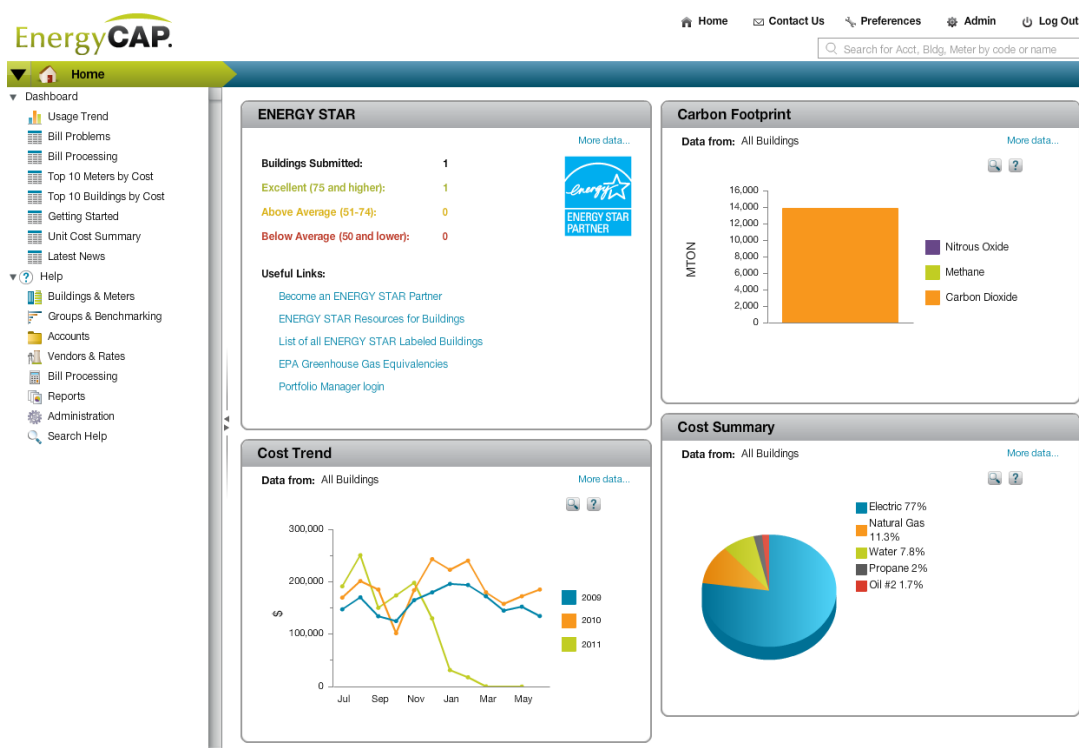 EnergyCAP.
Home
Contact Us
Preferences
Admin
Log Out
Search for Acct, Bldg, Meter by code or name
Home
Dashboard
Usage Trend
Bill Problems
Bill Processing
Top 10 Meters by Cost
Top 10 Buildings by Cost
Getting Started
Unit Cost Summary
Latest News
? Help
Buildings & Meters
Groups & Benchmarking
Accounts
Vendors & Rates
Bill Processing
Reports
Administration
Search Help
ENERGY STAR
More data...
Buildings Submitted: 1
Excellent (75 and higher): 1
Above Average (51-74): 0
Below Average (50 and lower): 0
energy
ENERGY STAR
PARTNER
Useful Links:
Become an ENERGY STAR Partner
ENERGY STAR Resources for Buildings
List of all ENERGY STAR Labeled Buildings
EPA Greenhouse Gas Equivalencies
Portfolio Manager login
Carbon Footprint
Data from: All Buildings
More data...
?
16,000
14,000
12,000
10,000
8,000
6,000
4,000
2,000
0
MTON
Nitrous Oxide
Methane
Carbon Dioxide
Cost Trend
Data from: All Buildings
More data...
?
300,000
200,000
100,000
0
$
Jul Sep Nov Jan Mar May
2009
2010
2011
Cost Summary
Data from: All Buildings
More data...
?
Electric 77%
Natural Gas
11.3%
Water 7.8%
Propane 2%
Oil #2 1.7%